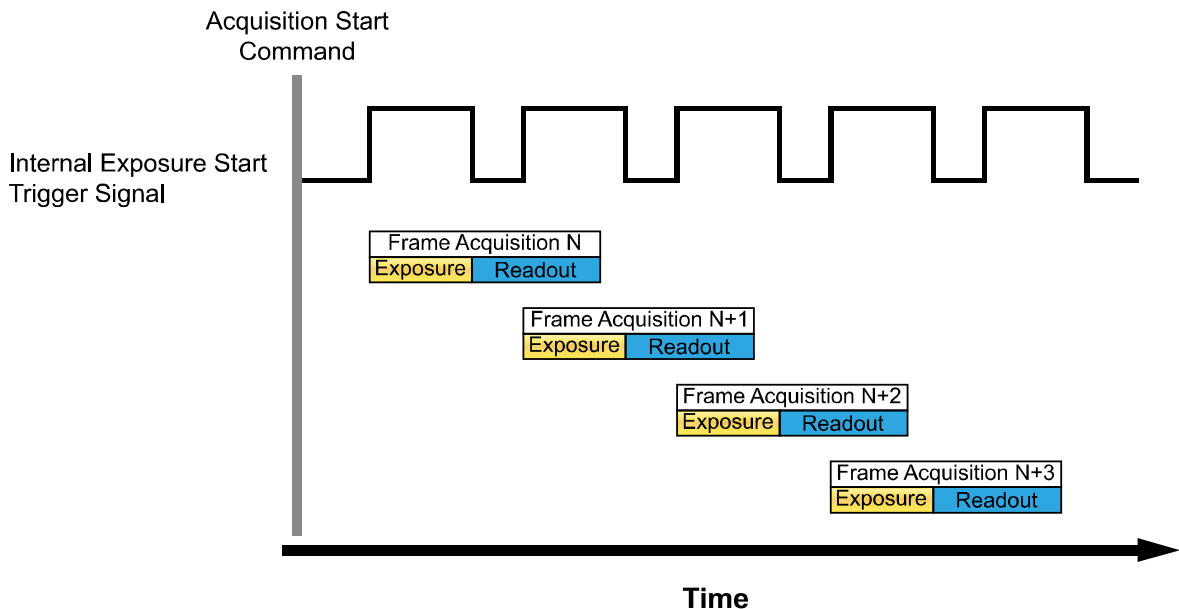 Acquisition Start
Command
Internal Exposure Start
Trigger Signal
Frame Acquisition N
Exposure Readout
Frame Acquisition N+1
Exposure Readout
Frame Acquisition N+2
Exposure Readout
Frame Acquisition N+3
Exposure Readout
Time